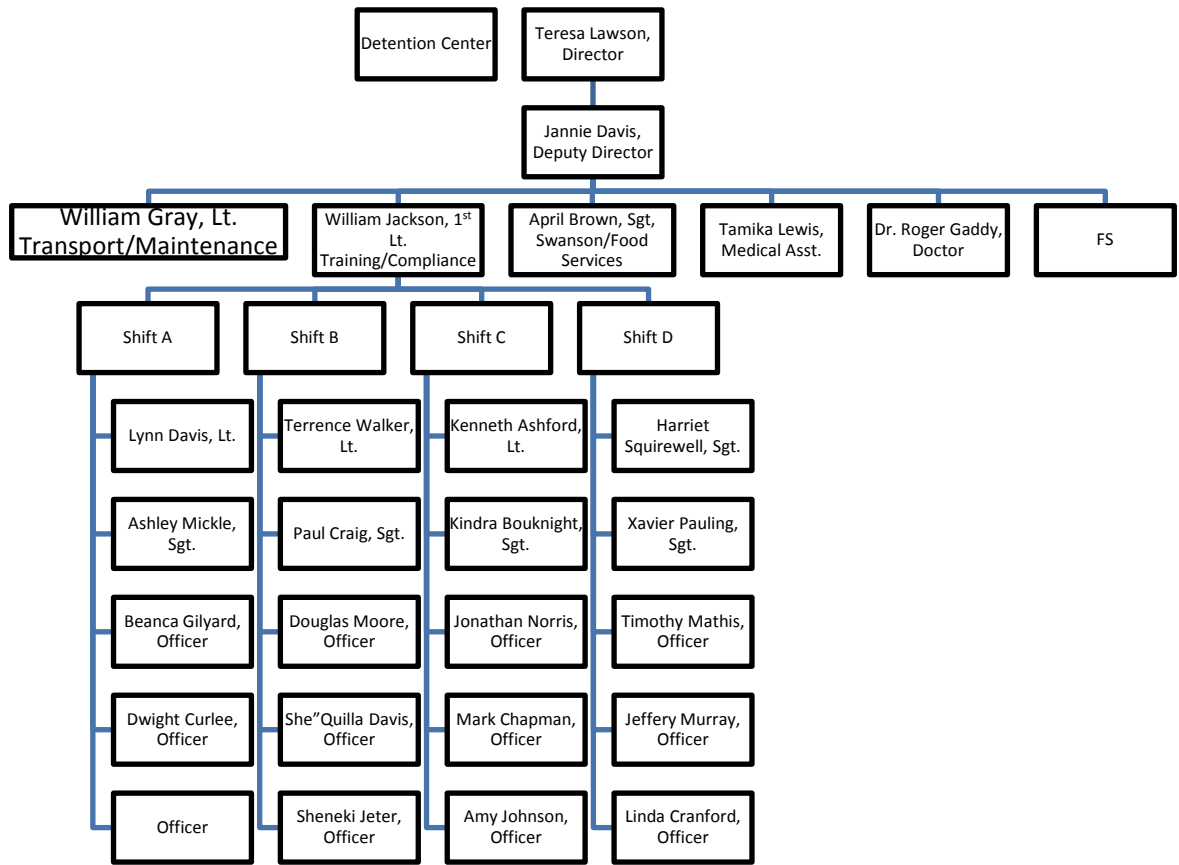 Detention Center
Teresa Lawson,
Director
Jannie Davis,
Deputy Director
William Gray, Lt.
Transport/Maintenance
William Jackson, 1st
Lt.
Training/Compliance
April Brown, Sgt,
Swanson/Food
Services
Tamika Lewis,
Medical Asst.
Dr. Roger Gaddy,
Doctor
FS
Shift A
Shift B
Shift C
Shift D
Lynn Davis, Lt.
Terrence Walker,
Lt.
Kenneth Ashford,
Lt.
Harriet
Squirewell, Sgt.
Ashley Mickle,
Sgt.
Paul Craig, Sgt.
Kindra Bouknight,
Sgt.
Xavier Pauling,
Sgt.
Beanca Gilyard,
Officer
Douglas Moore,
Officer
Jonathan Norris,
Officer
Timothy Mathis,
Officer
Dwight Curlee,
Officer
She”Quilla Davis,
Officer
Mark Chapman,
Officer
Jeffery Murray,
Officer
Officer
Sheneki Jeter,
Officer
Amy Johnson,
Officer
Linda Cranford,
Officer